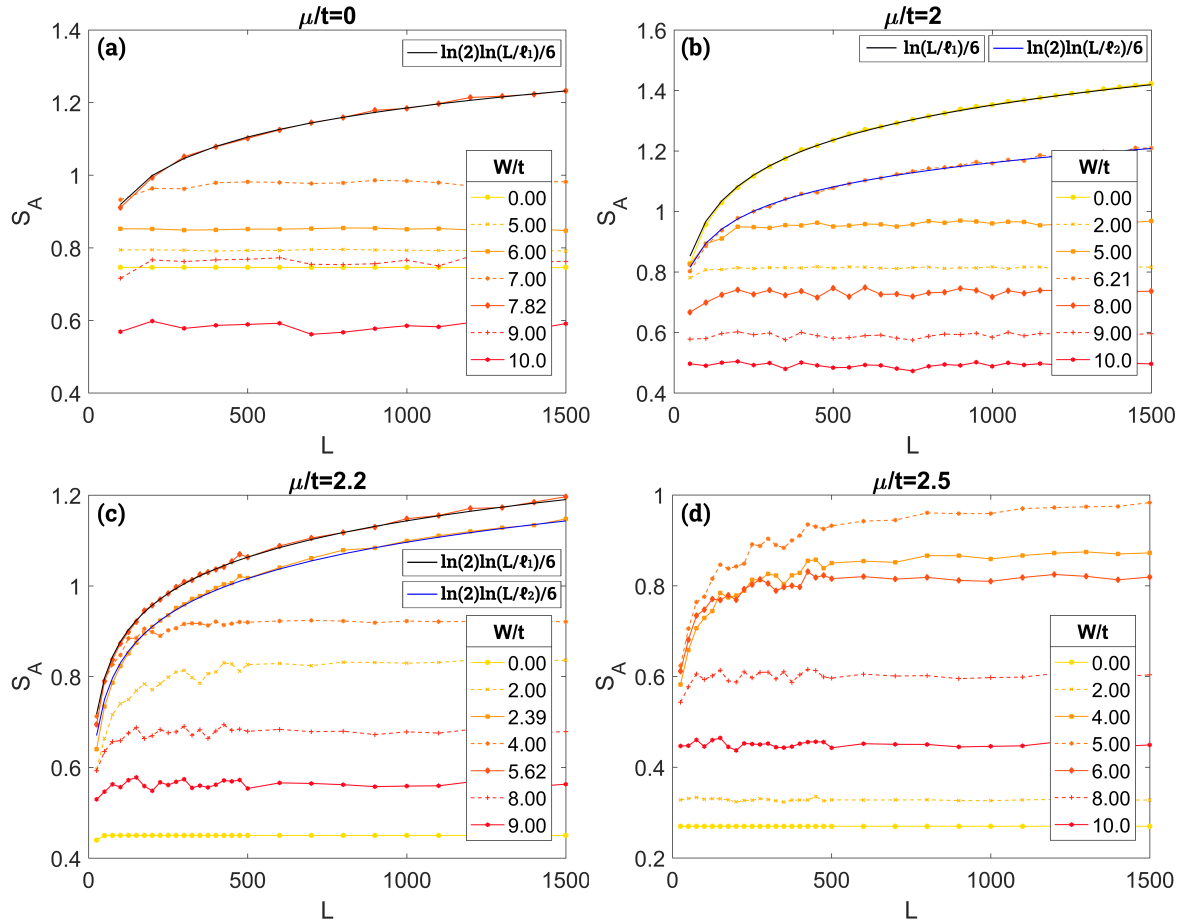 μ/t=0
(a)
ln(2)ln(L/ℓ₁)/6
1.4
1.2
1
0.8
0.6
0.4
S_A
W/t
0.00
5.00
6.00
7.00
7.82
9.00
10.0
0
500
1000
1500
L
μ/t=2
(b)
ln(L/ℓ₁)/6
ln(2)ln(L/ℓ₂)/6
1.6
1.4
1.2
1
0.8
0.6
0.4
S_A
W/t
0.00
2.00
5.00
6.21
8.00
9.00
10.0
0
500
1000
1500
L
μ/t=2.2
(c)
ln(2)ln(L/ℓ₁)/6
ln(2)ln(L/ℓ₂)/6
1.2
1
0.8
0.6
0.4
S_A
W/t
0.00
2.00
2.39
4.00
5.62
8.00
9.00
0
500
1000
1500
L
μ/t=2.5
(d)
1
0.8
0.6
0.4
0.2
S_A
W/t
0.00
2.00
4.00
5.00
6.00
8.00
10.0
0
500
1000
1500
L